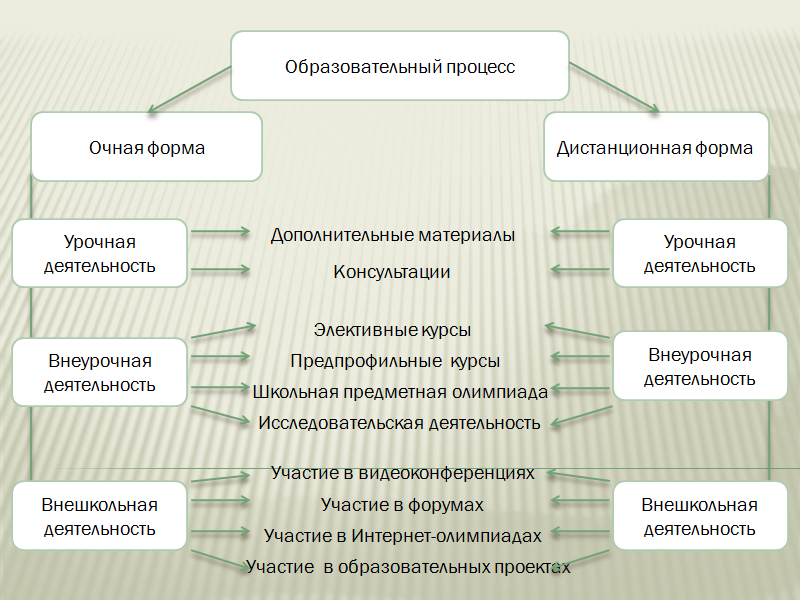 Образовательный процесс
Очная форма
Дистанционная форма
Урочная
деятельность
Дополнительные материалы
Консультации
Урочная
деятельность
Внеурочная
деятельность
Элективные курсы
Предпрофильные курсы
Школьная предметная олимпиада
Исследовательская деятельность
Внеурочная
деятельность
Внешкольная
деятельность
Участие в видеоконференциях
Участие в форумах
Участие в Интернет-олимпиадах
Участие в образовательных проектах
Внешкольная
деятельность